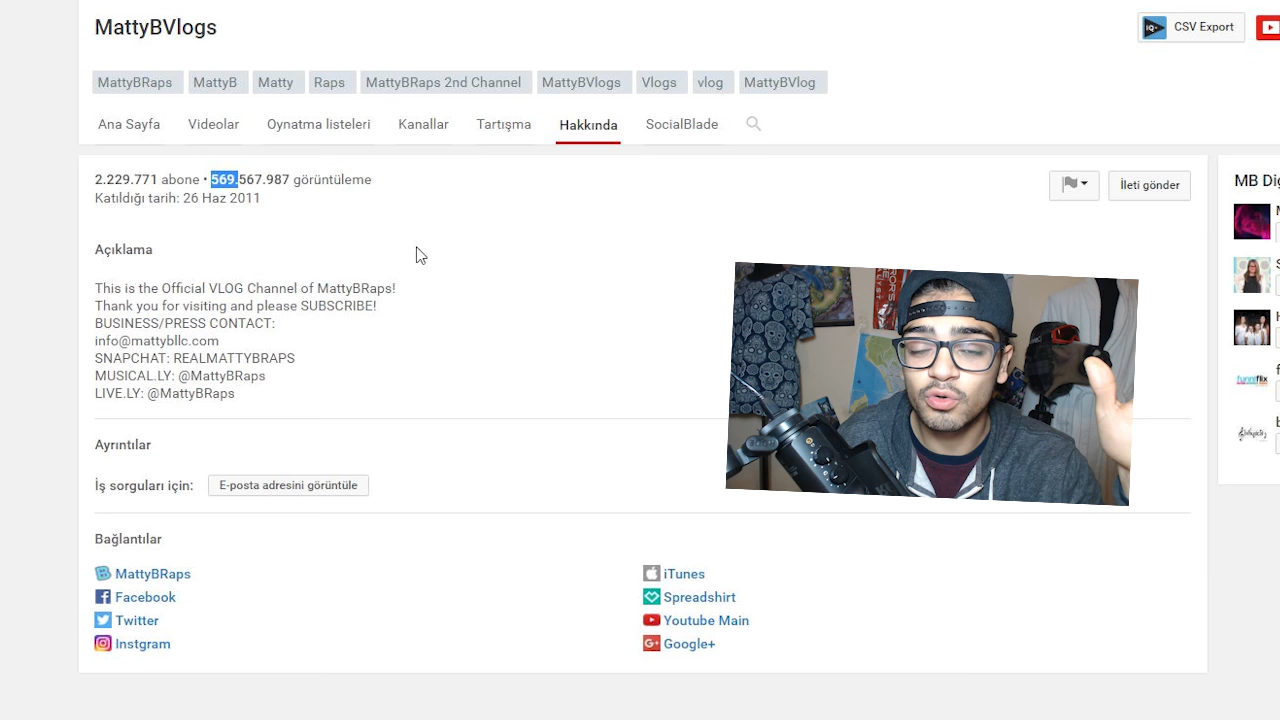 MattyBVlogs
CSV Export
MattyBRaps MattyB Matty Raps MattyBRaps 2nd Channel MattyBVlogs Vlogs vlog MattyBVlog
Ana Sayfa Videolar Oynatma listeleri Kanallar Tartışma Hakkında SocialBlade
2.229.771 abone • 569.567.987 görüntüleme
Katıldığı tarih: 26 Haz 2011
İleti gönder
MB Dig
Açıklama
This is the Official VLOG Channel of MattyBRaps!
Thank you for visiting and please SUBSCRIBE!
BUSINESS/PRESS CONTACT:
info@mattybllc.com
SNAPCHAT: REALMATTYBRAPS
MUSICAL.LY: @MattyBRaps
LIVE.LY: @MattyBRaps
Ayrıntılar
İş sorguları için: E-posta adresini görüntüle
Bağlantılar
MattyBRaps
Facebook
Twitter
Instgram
iTunes
Spreadshirt
Youtube Main
Google+